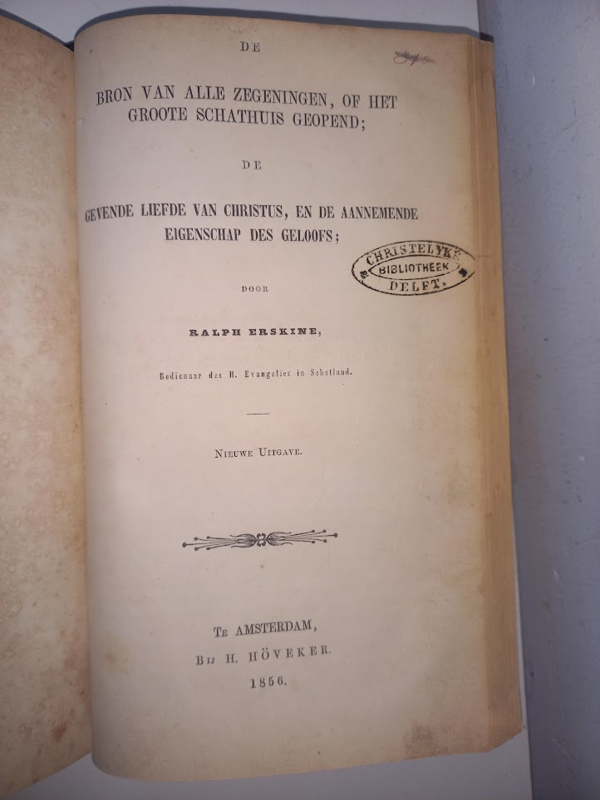 DE
BRON VAN ALLE ZEGENINGEN, OF HET
GROOTE SCHATHUIS GEOPEND;
DE
GEVENDE LIEFDE VAN CHRISTUS, EN DE AANNEMENDE
EIGENSCHAP DES GELOOFS;
CHRISTELYKE
BIBLIOTHEEK
DELFT.
DOOR
RALPH ERSKINE,
Bedienaar des H. Evangelies in Schotland.
NIEUWE UITGAVE.
TE AMSTERDAM,
BIJ H. HÖVEKER.
1856.